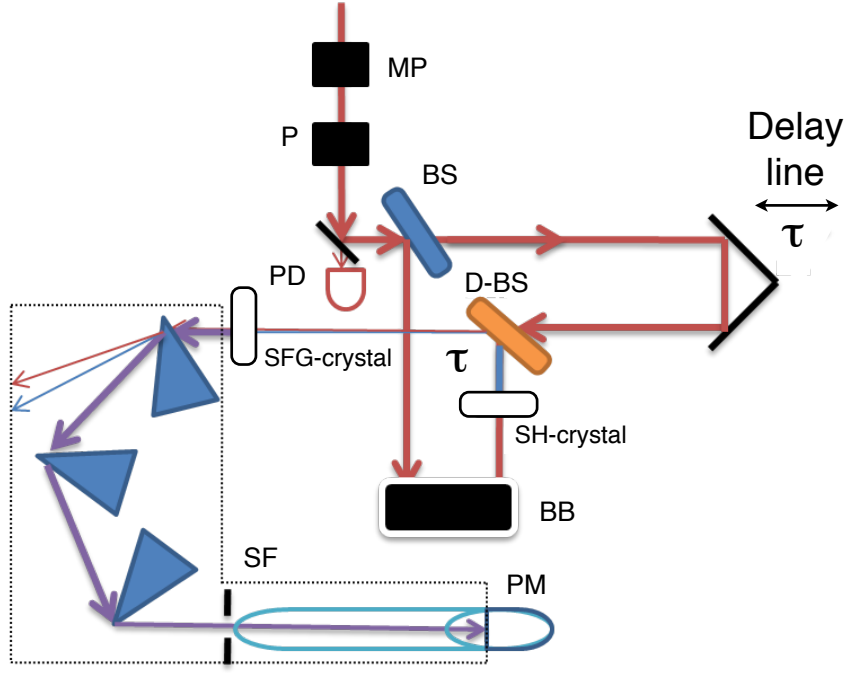 MP
P
BS
Delay
line
τ
PD
D-BS
SFG-crystal
τ
SH-crystal
BB
SF
PM